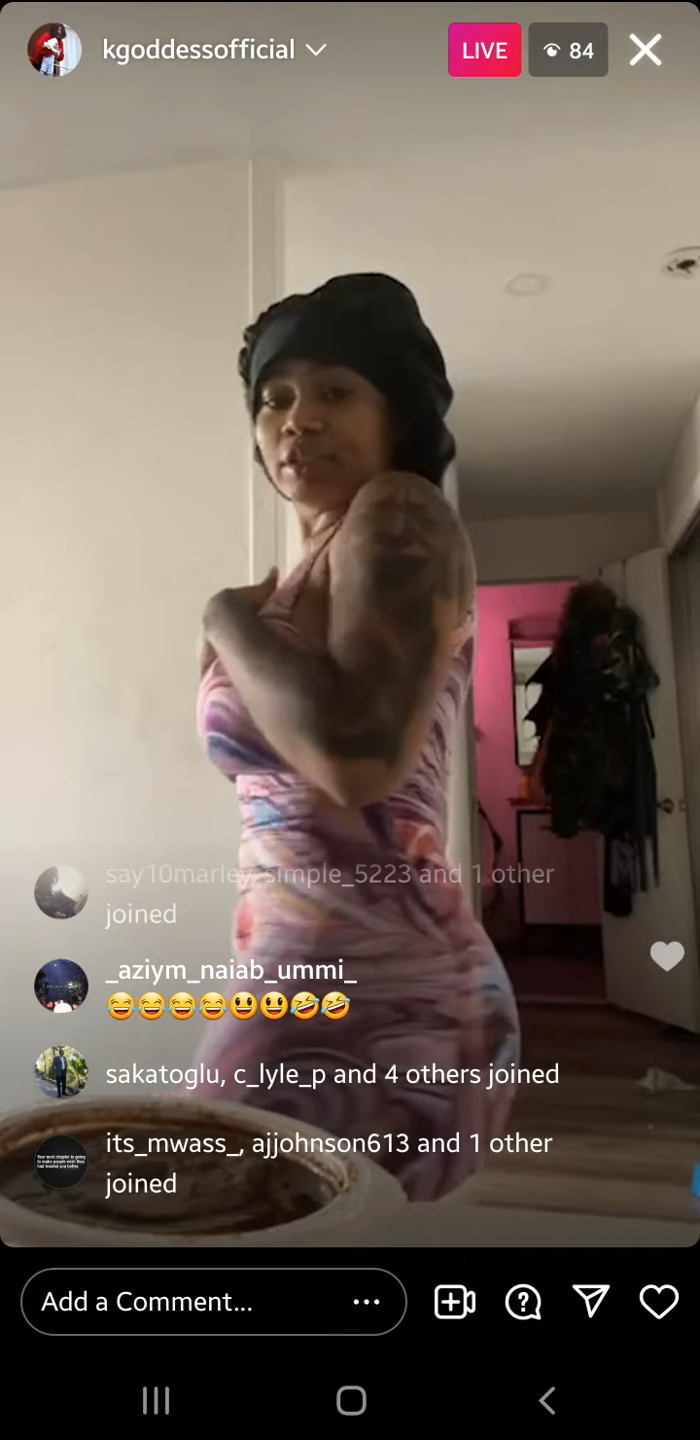 kgoddessofficial
LIVE
84
say10marley, simple_5223 and 1 other
joined
_aziym_naiab_ummi_
😂😂😂😂😃😃🤣🤣
sakatoglu, c_lyle_p and 4 others joined
its_mwass_, ajjohnson613 and 1 other
joined
Add a Comment...